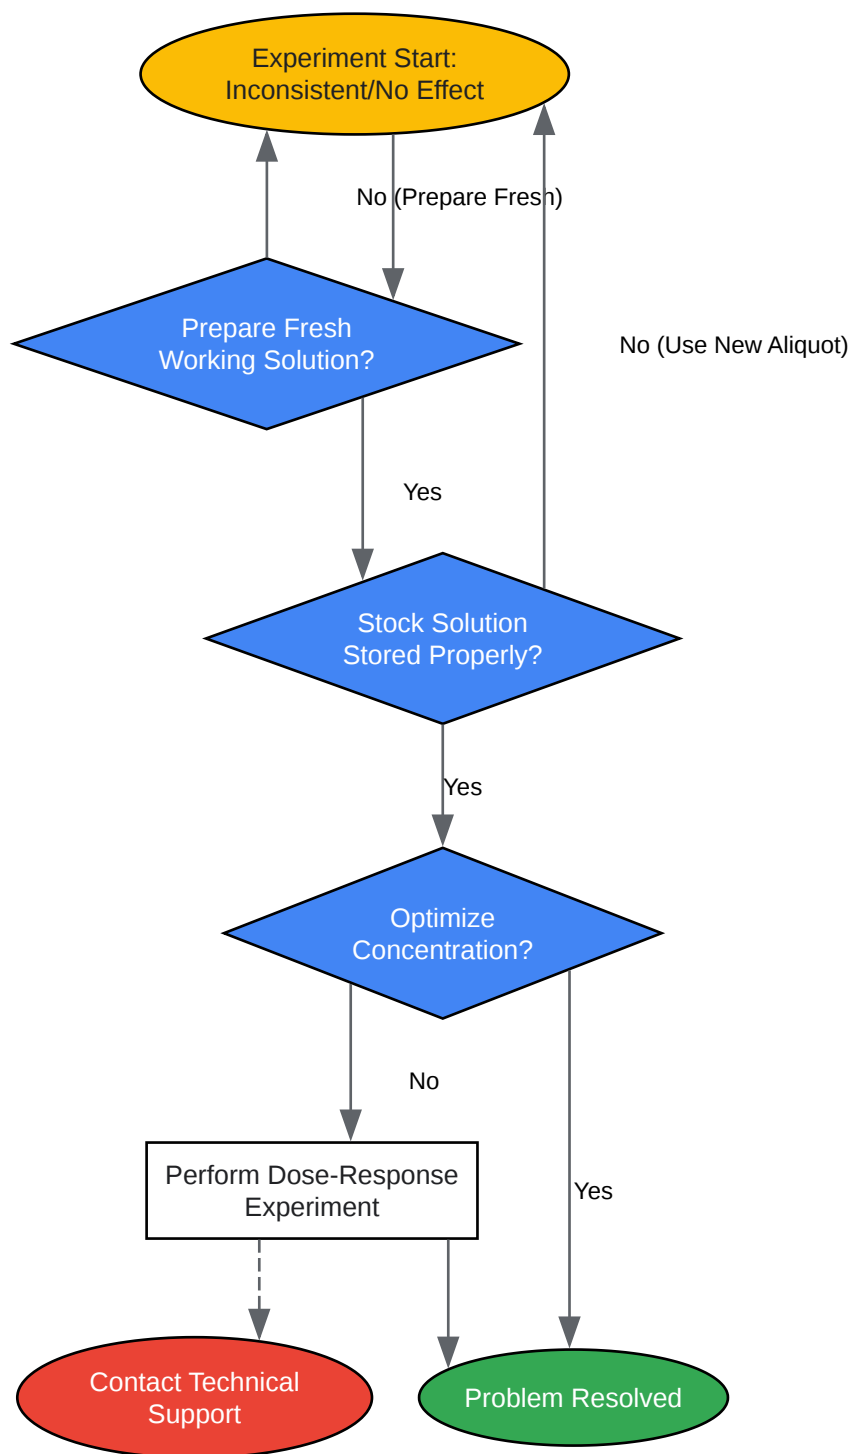 Experiment Start:
Inconsistent/No Effect
No (Prepare Fresh)
Prepare Fresh
Working Solution?
No (Use New Aliquot)
Yes
Stock Solution
Stored Properly?
Yes
Optimize
Concentration?
No
Perform Dose-Response
Experiment
Yes
Contact Technical
Support
Problem Resolved